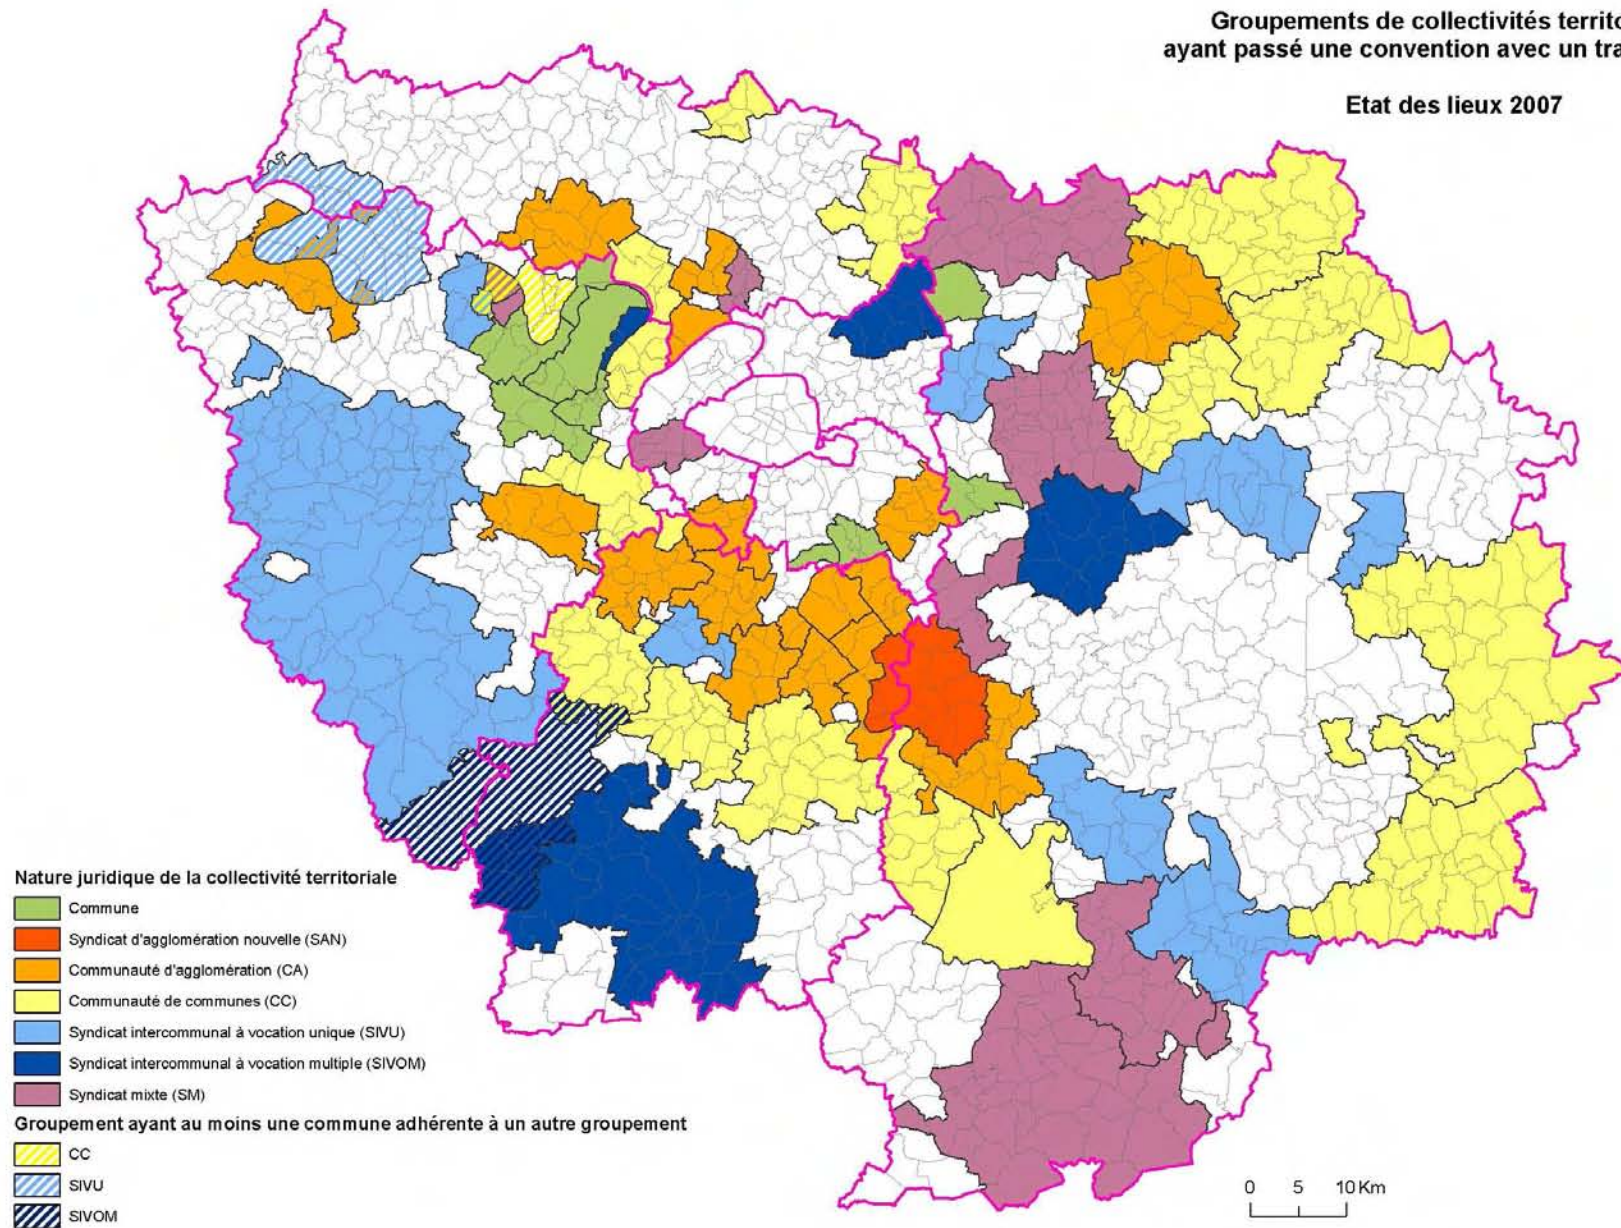 Groupements de collectivités territo
ayant passé une convention avec un tra
Etat des lieux 2007
Nature juridique de la collectivité territoriale
Commune
Syndicat d'agglomération nouvelle (SAN)
Communauté d'agglomération (CA)
Communauté de communes (CC)
Syndicat intercommunal à vocation unique (SIVU)
Syndicat intercommunal à vocation multiple (SIVOM)
Syndicat mixte (SM)
Groupement ayant au moins une commune adhérente à un autre groupement
CC
SIVU
SIVOM
0 5 10 Km